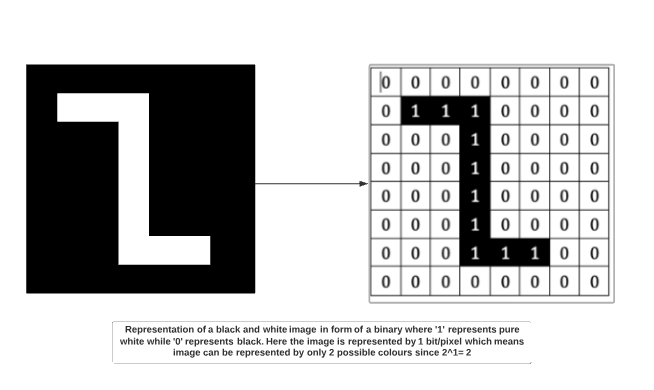 0 0 0 0 0 0 0 0
0 1 1 1 0 0 0 0
0 0 0 1 0 0 0 0
0 0 0 1 0 0 0 0
0 0 0 1 0 0 0 0
0 0 0 1 0 0 0 0
0 0 0 1 1 1 0 0
0 0 0 0 0 0 0 0
Representation of a black and white image in form of a binary where '1' represents pure
white while '0' represents black. Here the image is represented by 1 bit/pixel which means
image can be represented by only 2 possible colours since 2^1= 2